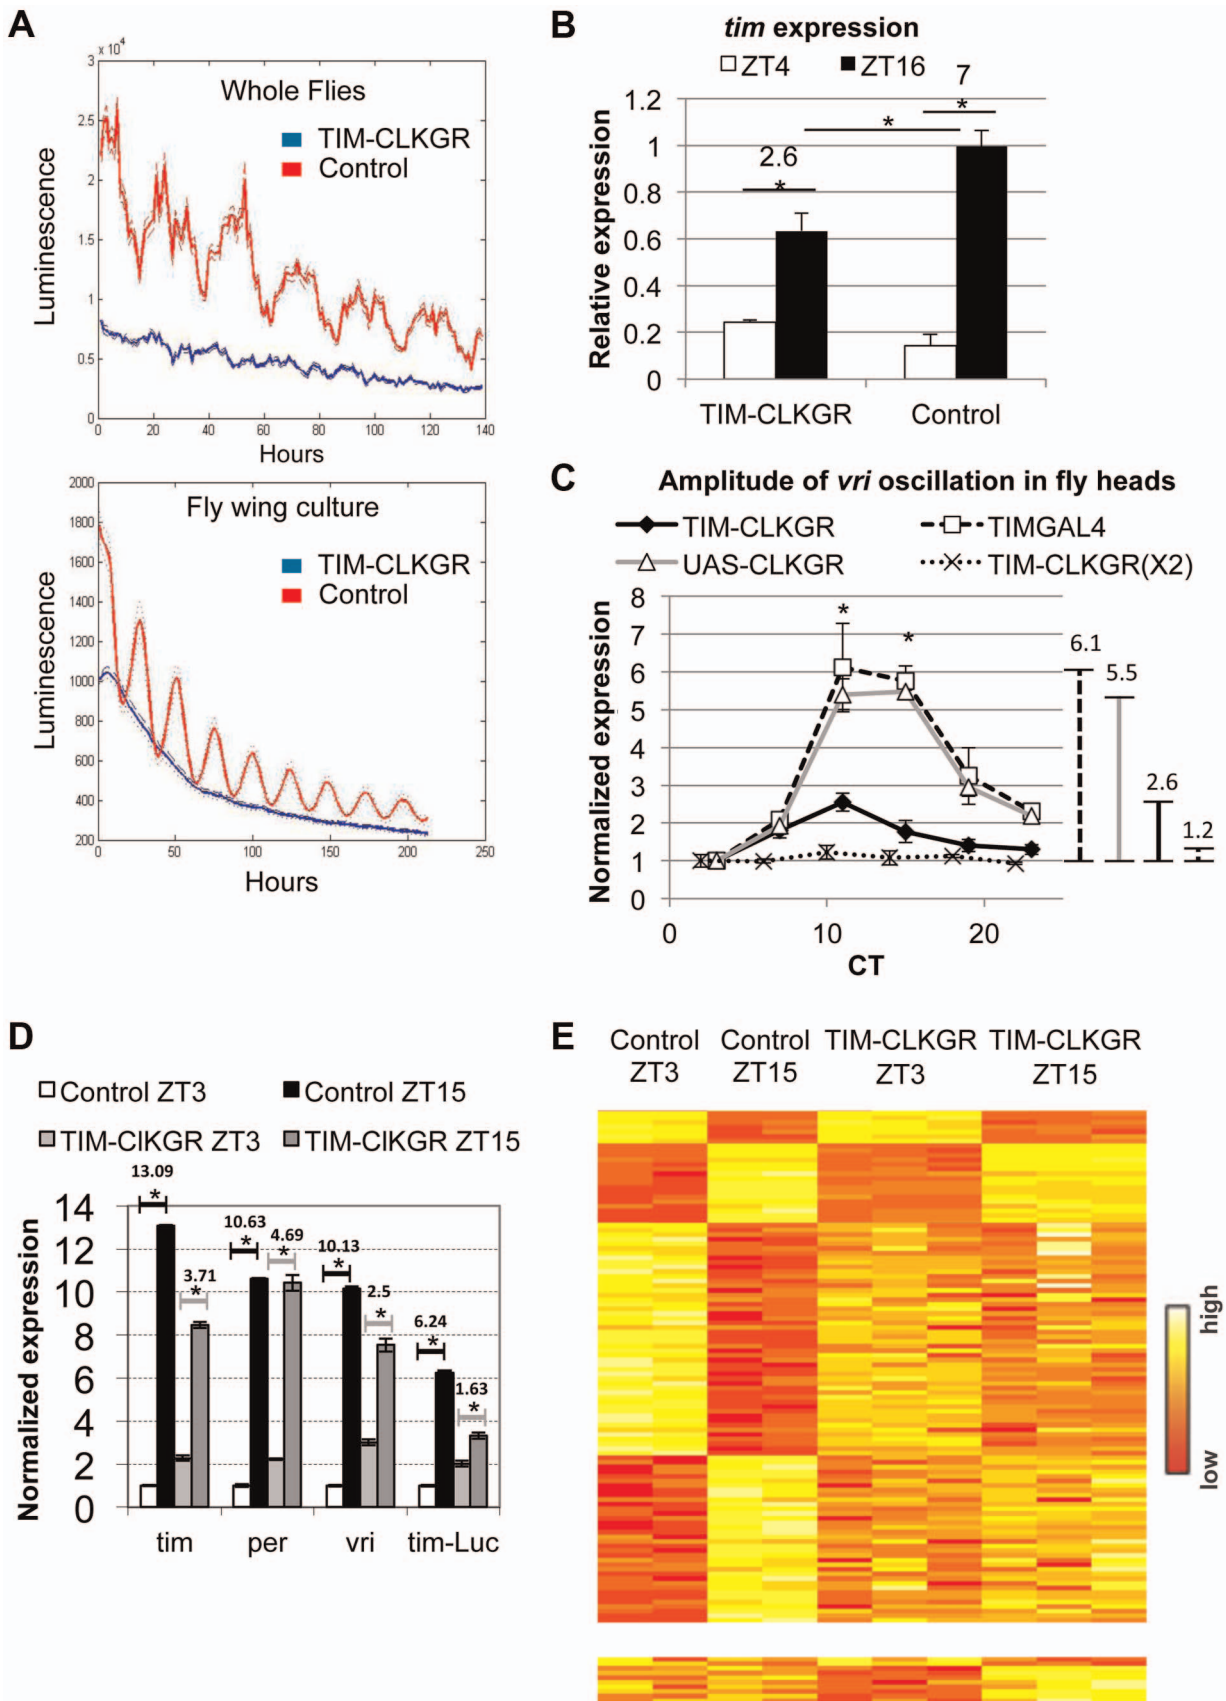 A
x 10⁴
Whole Flies
TIM-CLKGR
Control
Luminescence
3
2.5
2
1.5
1
0.5
0
0 20 40 60 80 100 120 140
Hours
Fly wing culture
TIM-CLKGR
Control
Luminescence
2000
1800
1600
1400
1200
1000
800
600
400
200
0 50 100 150 200 250
Hours
B
tim expression
ZT4 ZT16
7
*
*
2.6
*
Relative expression
1.2
1
0.8
0.6
0.4
0.2
0
TIM-CLKGR Control
C
Amplitude of vri oscillation in fly heads
TIM-CLKGR TIMGAL4
UAS-CLKGR TIM-CLKGR(X2)
Normalized expression
8
7
6
5
4
3
2
1
0
* *
6.1
5.5
2.6
1.2
0 10 20
CT
D
Control ZT3 Control ZT15
TIM-ClKGR ZT3 TIM-ClKGR ZT15
Normalized expression
14
12
10
8
6
4
2
0
13.09
*
3.71
*
10.63
*
4.69
*
10.13
*
2.5
*
6.24
*
1.63
*
tim per vri tim-Luc
E
Control Control TIM-CLKGR TIM-CLKGR
ZT3 ZT15 ZT3 ZT15
high
low